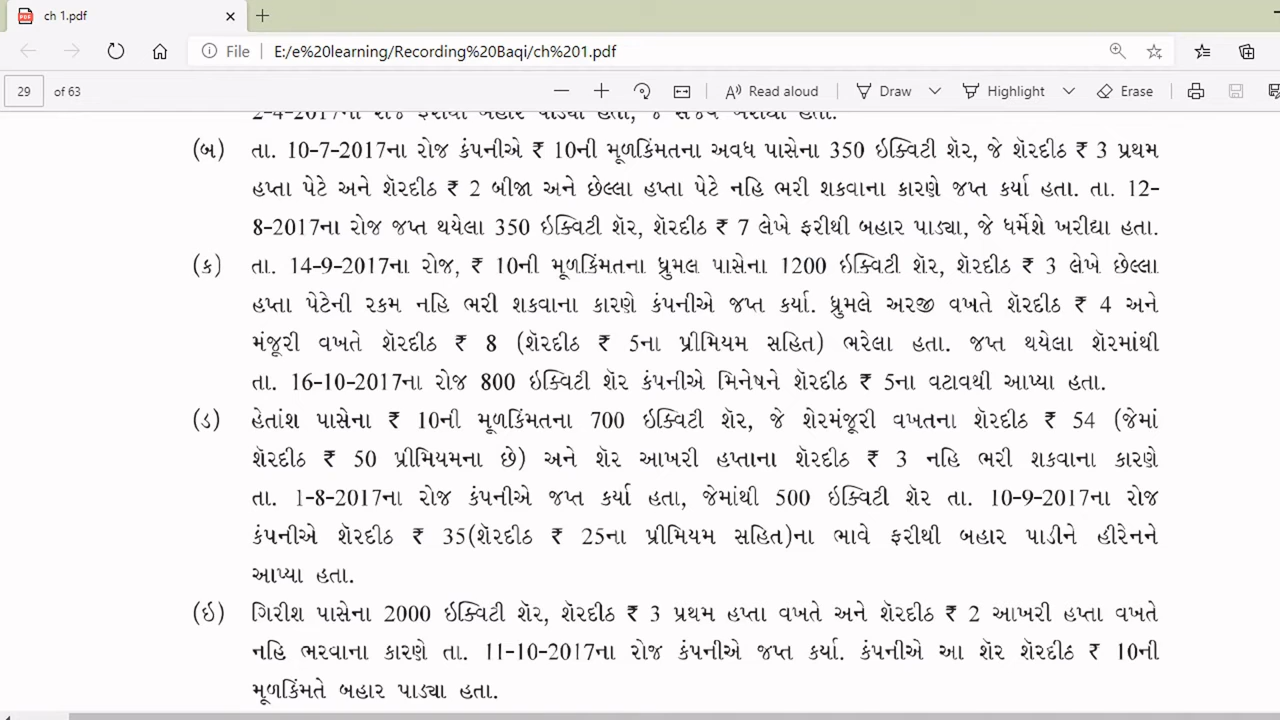 ch 1.pdf
File E:/e%20learning/Recording%20Baqi/ch%201.pdf
29 of 63 Read aloud Draw Highlight Erase
2-4-2017ના રોજ ફરીથી બહાર પાડ્યા હતા, જે સંજયે ખરીદ્યા હતા.
(બ) તા. 10-7-2017ના રોજ કંપનીએ ₹ 10ની મૂળકિંમતના અવધ પાસેના 350 ઇક્વિટી શૅર, જે શૅરદીઠ ₹ 3 પ્રથમ
હપ્તા પેટે અને શૅરદીઠ ₹ 2 બીજા અને છેલ્લા હપ્તા પેટે નહિ ભરી શકવાના કારણે જપ્ત કર્યા હતા. તા. 12-
8-2017ના રોજ જપ્ત થયેલા 350 ઇક્વિટી શૅર, શૅરદીઠ ₹ 7 લેખે ફરીથી બહાર પાડ્યા, જે ધર્મેશે ખરીદ્યા હતા.
(ક) તા. 14-9-2017ના રોજ, ₹ 10ની મૂળકિંમતના ધ્રુમલ પાસેના 1200 ઇક્વિટી શૅર, શૅરદીઠ ₹ 3 લેખે છેલ્લા
હપ્તા પેટેની રકમ નહિ ભરી શકવાના કારણે કંપનીએ જપ્ત કર્યા. ધ્રુમલે અરજી વખતે શૅરદીઠ ₹ 4 અને
મંજૂરી વખતે શૅરદીઠ ₹ 8 (શૅરદીઠ ₹ 5ના પ્રીમિયમ સહિત) ભરેલા હતા. જપ્ત થયેલા શૅરમાંથી
તા. 16-10-2017ના રોજ 800 ઇક્વિટી શૅર કંપનીએ મિનેષને શૅરદીઠ ₹ 5ના વટાવથી આપ્યા હતા.
(ડ) હેતાંશ પાસેના ₹ 10ની મૂળકિંમતના 700 ઇક્વિટી શૅર, જે શેરમંજૂરી વખતના શૅરદીઠ ₹ 54 (જેમાં
શૅરદીઠ ₹ 50 પ્રીમિયમના છે) અને શૅર આખરી હપ્તાના શૅરદીઠ ₹ 3 નહિ ભરી શકવાના કારણે
તા. 1-8-2017ના રોજ કંપનીએ જપ્ત કર્યા હતા, જેમાંથી 500 ઇક્વિટી શૅર તા. 10-9-2017ના રોજ
કંપનીએ શૅરદીઠ ₹ 35(શૅરદીઠ ₹ 25ના પ્રીમિયમ સહિત)ના ભાવે ફરીથી બહાર પાડીને હીરેનને
આપ્યા હતા.
(ઇ) ગિરીશ પાસેના 2000 ઇક્વિટી શૅર, શૅરદીઠ ₹ 3 પ્રથમ હપ્તા વખતે અને શૅરદીઠ ₹ 2 આખરી હપ્તા વખતે
નહિ ભરવાના કારણે તા. 11-10-2017ના રોજ કંપનીએ જપ્ત કર્યા. કંપનીએ આ શૅર શૅરદીઠ ₹ 10ની
મૂળકિંમતે બહાર પાડ્યા હતા.